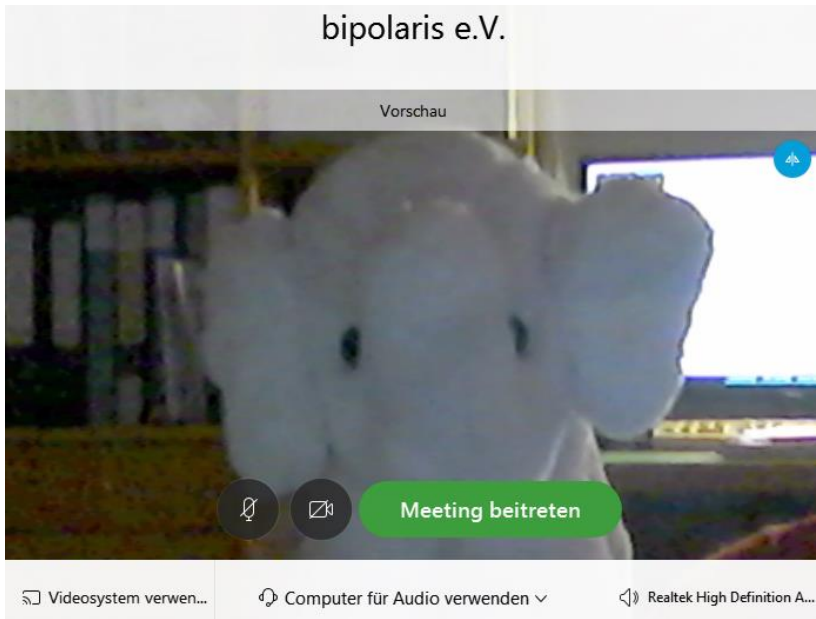 bipolaris e.V.
Vorschau
Meeting beitreten
Videosystem verwen...
Computer für Audio verwenden
Realtek High Definition A...